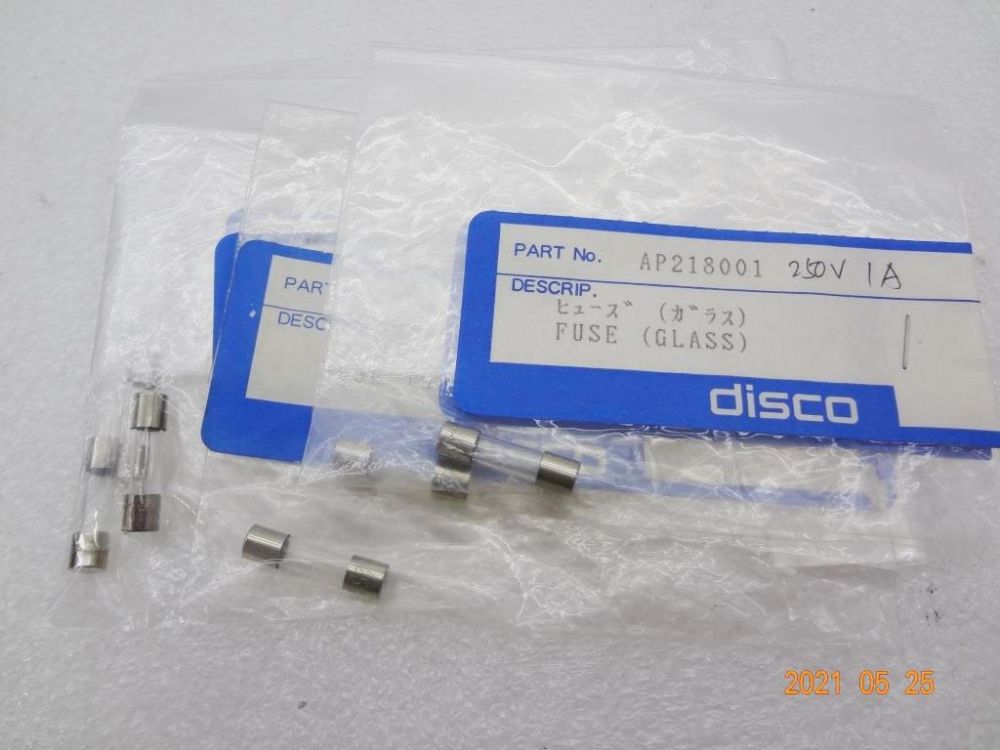 PART No. AP218001 250V 1A
DESCRIP.
ヒューズ (ガラス)
FUSE (GLASS)
disco
PAR
DESC
2021 05 25